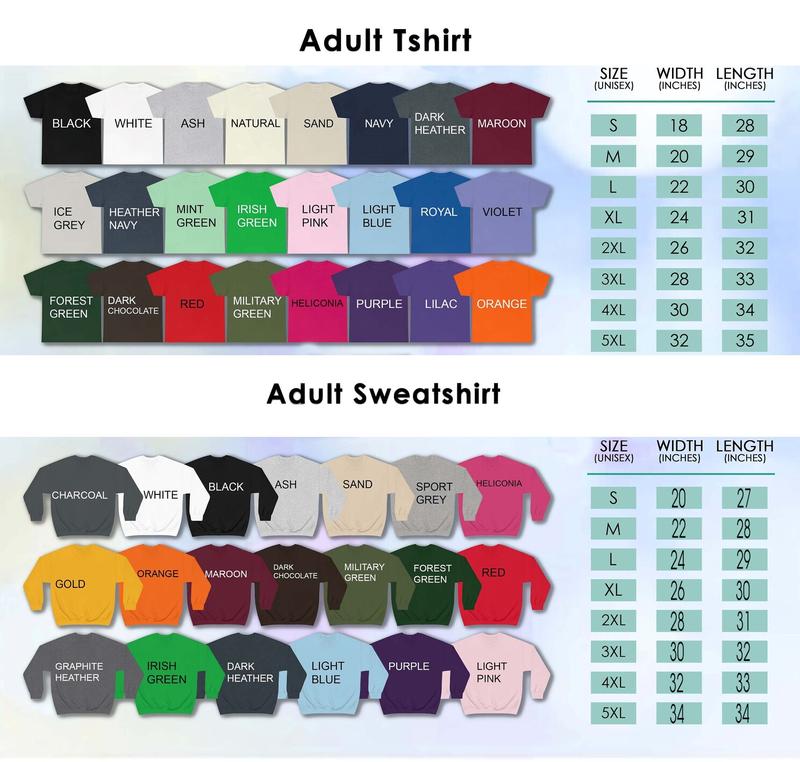 Adult Tshirt
SIZE WIDTH LENGTH
(UNISEX) (INCHES) (INCHES)
BLACK WHITE ASH NATURAL SAND NAVY DARK HEATHER MAROON
S 18 28
M 20 29
ICE GREY HEATHER NAVY MINT GREEN IRISH GREEN LIGHT PINK LIGHT BLUE ROYAL VIOLET
L 22 30
XL 24 31
2XL 26 32
FOREST GREEN DARK CHOCOLATE RED MILITARY GREEN HELICONIA PURPLE LILAC ORANGE
3XL 28 33
4XL 30 34
5XL 32 35
Adult Sweatshirt
SIZE WIDTH LENGTH
(UNISEX) (INCHES) (INCHES)
CHARCOAL WHITE BLACK ASH SAND SPORT GREY HELICONIA
S 20 27
M 22 28
GOLD ORANGE MAROON DARK CHOCOLATE MILITARY GREEN FOREST GREEN RED
L 24 29
XL 26 30
2XL 28 31
GRAPHITE HEATHER IRISH GREEN DARK HEATHER LIGHT BLUE PURPLE LIGHT PINK
3XL 30 32
4XL 32 33
5XL 34 34